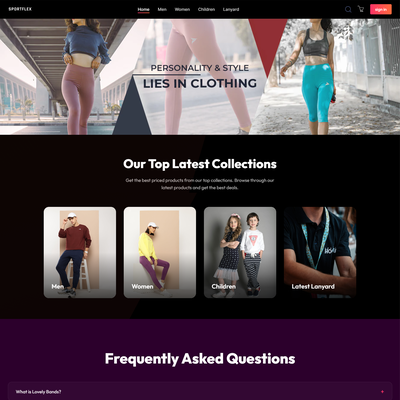 SPORTFLEX
Home Men Women Children Lanyard
Sign In
PERSONALITY & STYLE
LIES IN CLOTHING
Our Top Latest Collections
Get the best priced products from our top collections. Browse through our
latest products and get the best deals.
Men
Women
Children
Latest Lanyard
Frequently Asked Questions
What is Lovely Bands?
+